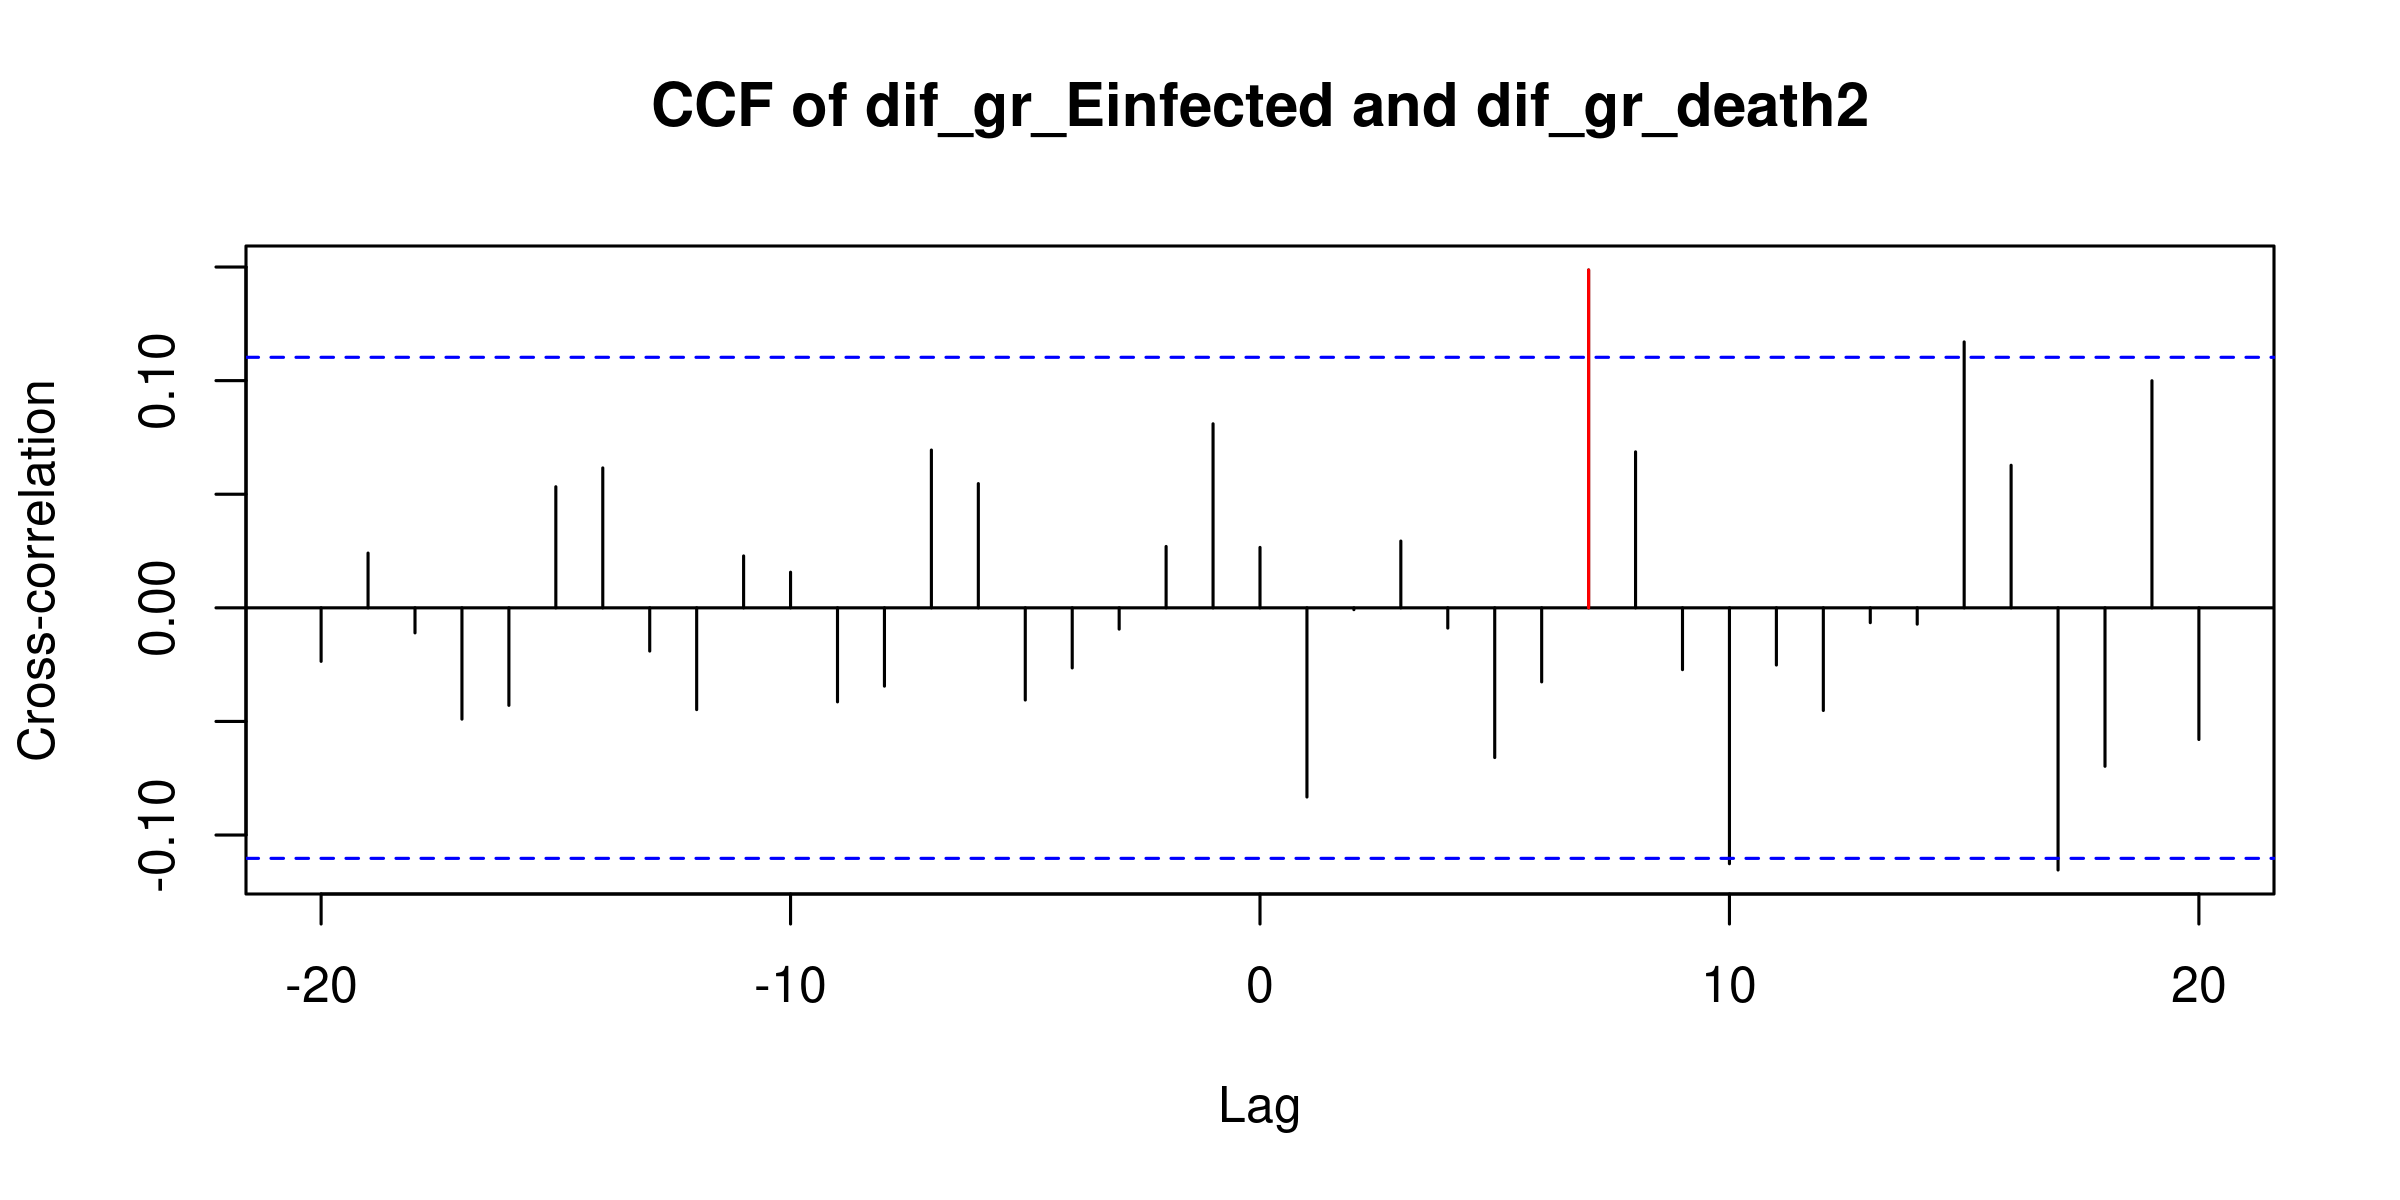 CCF of dif_gr_Einfected and dif_gr_death2
Cross-correlation
0.10
0.00
-0.10
-20 -10 0 10 20
Lag